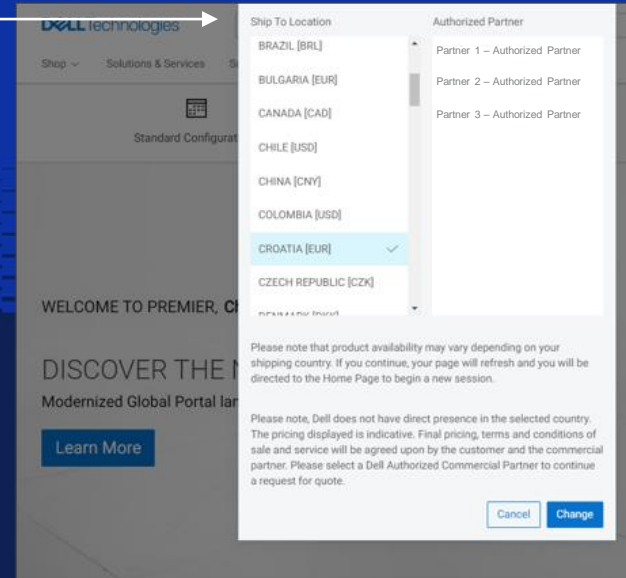 DELL Technologies
Shop
Solutions & Services
Standard Configurat
WELCOME TO PREMIER, Ch
DISCOVER THE N
Modernized Global Portal lan
Learn More
Ship To Location
BRAZIL [BRL]
BULGARIA [EUR]
CANADA [CAD]
CHILE [USD]
CHINA [CNY]
COLOMBIA [USD]
CROATIA [EUR]
CZECH REPUBLIC [CZK]
DENMARK [DKK]
Authorized Partner
Partner 1 – Authorized Partner
Partner 2 – Authorized Partner
Partner 3 – Authorized Partner
Please note that product availability may vary depending on your
shipping country. If you continue, your page will refresh and you will be
directed to the Home Page to begin a new session.
Please note, Dell does not have direct presence in the selected country.
The pricing displayed is indicative. Final pricing, terms and conditions of
sale and service will be agreed upon by the customer and the commercial
partner. Please select a Dell Authorized Commercial Partner to continue
a request for quote.
Cancel
Change